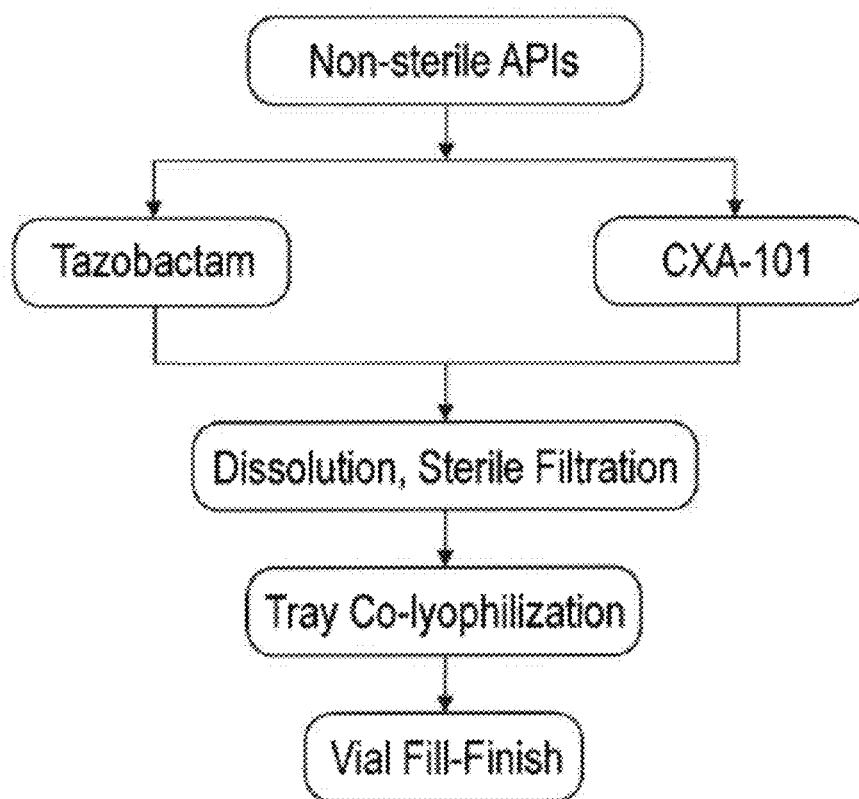 Non-sterile APIs
Tazobactam
CXA-101
Dissolution, Sterile Filtration
Tray Co-lyophilization
Vial Fill-Finish